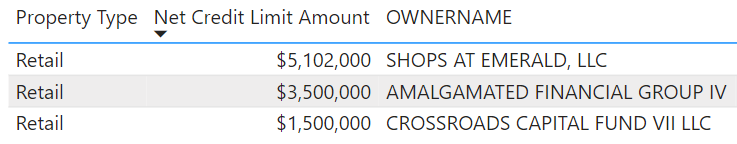 Property Type Net Credit Limit Amount OWNERNAME
Retail $5,102,000 SHOPS AT EMERALD, LLC
Retail $3,500,000 AMALGAMATED FINANCIAL GROUP IV
Retail $1,500,000 CROSSROADS CAPITAL FUND VII LLC